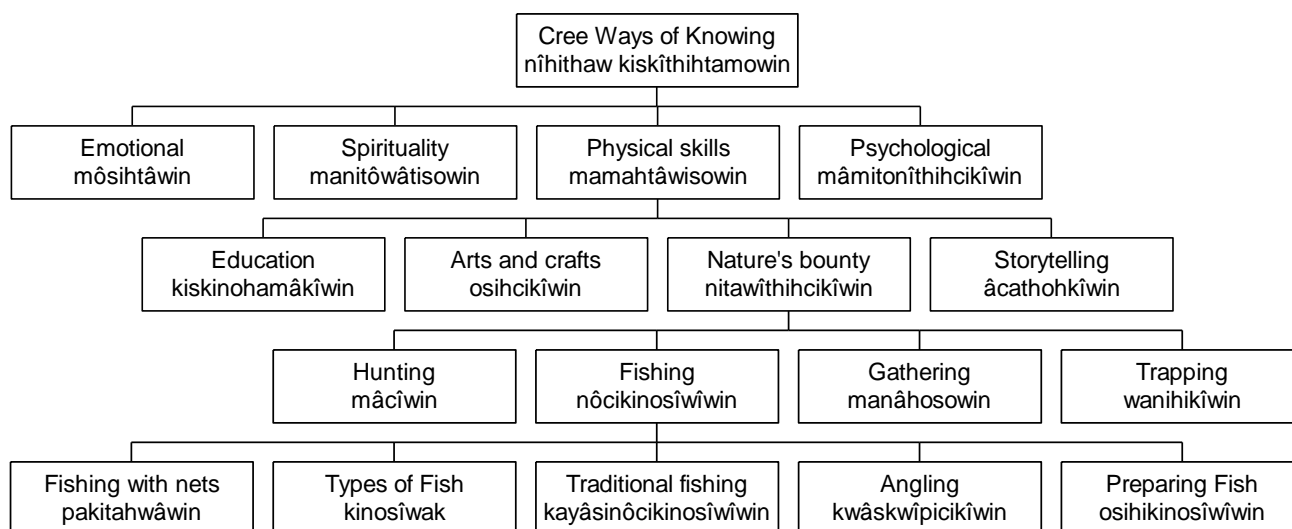 Cree Ways of Knowing
nîhithaw kiskîthihtamowin
Emotional
môsihtâwin
Spirituality
manitôwâtisowin
Physical skills
mamahtâwisowin
Psychological
mâmitonîthihcikîwin
Education
kiskinohamâkîwin
Arts and crafts
osihcikîwin
Nature's bounty
nitawîthihcikîwin
Storytelling
âcathohkîwin
Hunting
mâcîwin
Fishing
nôcikinosîwîwin
Gathering
manâhosowin
Trapping
wanihikîwin
Fishing with nets
pakitahwâwin
Types of Fish
kinosîwak
Traditional fishing
kayâsinôcikinosîwîwin
Angling
kwâskwîpicikîwin
Preparing Fish
osihikinosîwîwin